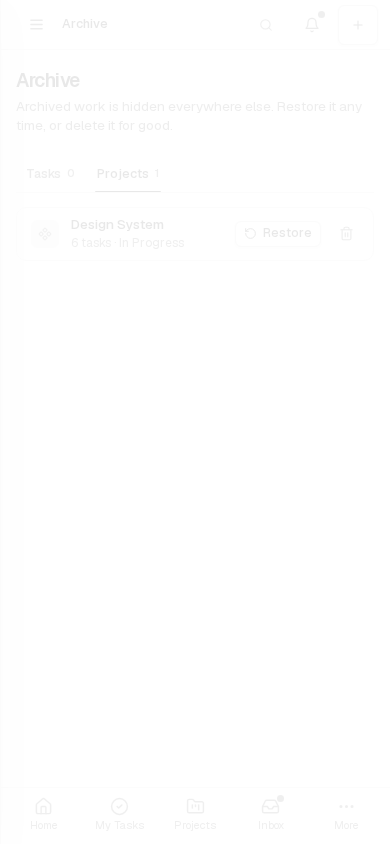 Archive
Archive
Archived work is hidden everywhere else. Restore it any
time, or delete it for good.
Tasks 0 Projects 1
Design System
6 tasks · In Progress
Restore
Home My Tasks Projects Inbox More